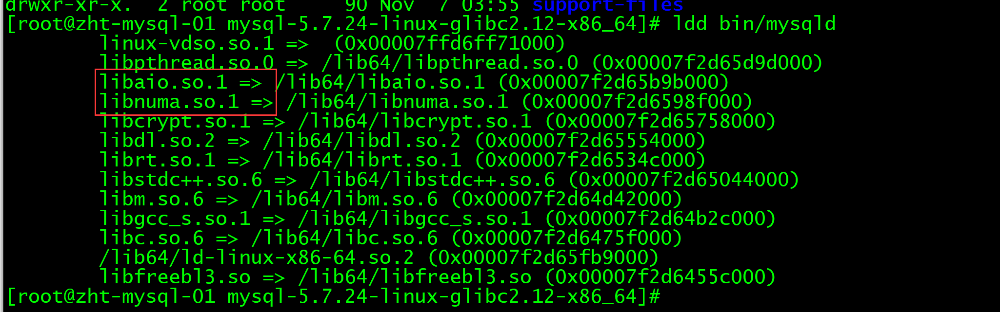 drwxr-xr-x.  2 root root     90 Nov  7 03:55 support-files
[root@zht-mysql-01 mysql-5.7.24-linux-glibc2.12-x86_64]# ldd bin/mysqld
        linux-vdso.so.1 =>  (0x00007ffd6ff71000)
        libpthread.so.0 => /lib64/libpthread.so.0 (0x00007f2d65d9d000)
        libaio.so.1 => /lib64/libaio.so.1 (0x00007f2d65b9b000)
        libnuma.so.1 => /lib64/libnuma.so.1 (0x00007f2d6598f000)
        libcrypt.so.1 => /lib64/libcrypt.so.1 (0x00007f2d65758000)
        libdl.so.2 => /lib64/libdl.so.2 (0x00007f2d65554000)
        librt.so.1 => /lib64/librt.so.1 (0x00007f2d6534c000)
        libstdc++.so.6 => /lib64/libstdc++.so.6 (0x00007f2d65044000)
        libm.so.6 => /lib64/libm.so.6 (0x00007f2d64d42000)
        libgcc_s.so.1 => /lib64/libgcc_s.so.1 (0x00007f2d64b2c000)
        libc.so.6 => /lib64/libc.so.6 (0x00007f2d6475f000)
        /lib64/ld-linux-x86-64.so.2 (0x00007f2d65fb9000)
        libfreebl3.so => /lib64/libfreebl3.so (0x00007f2d6455c000)
[root@zht-mysql-01 mysql-5.7.24-linux-glibc2.12-x86_64]#